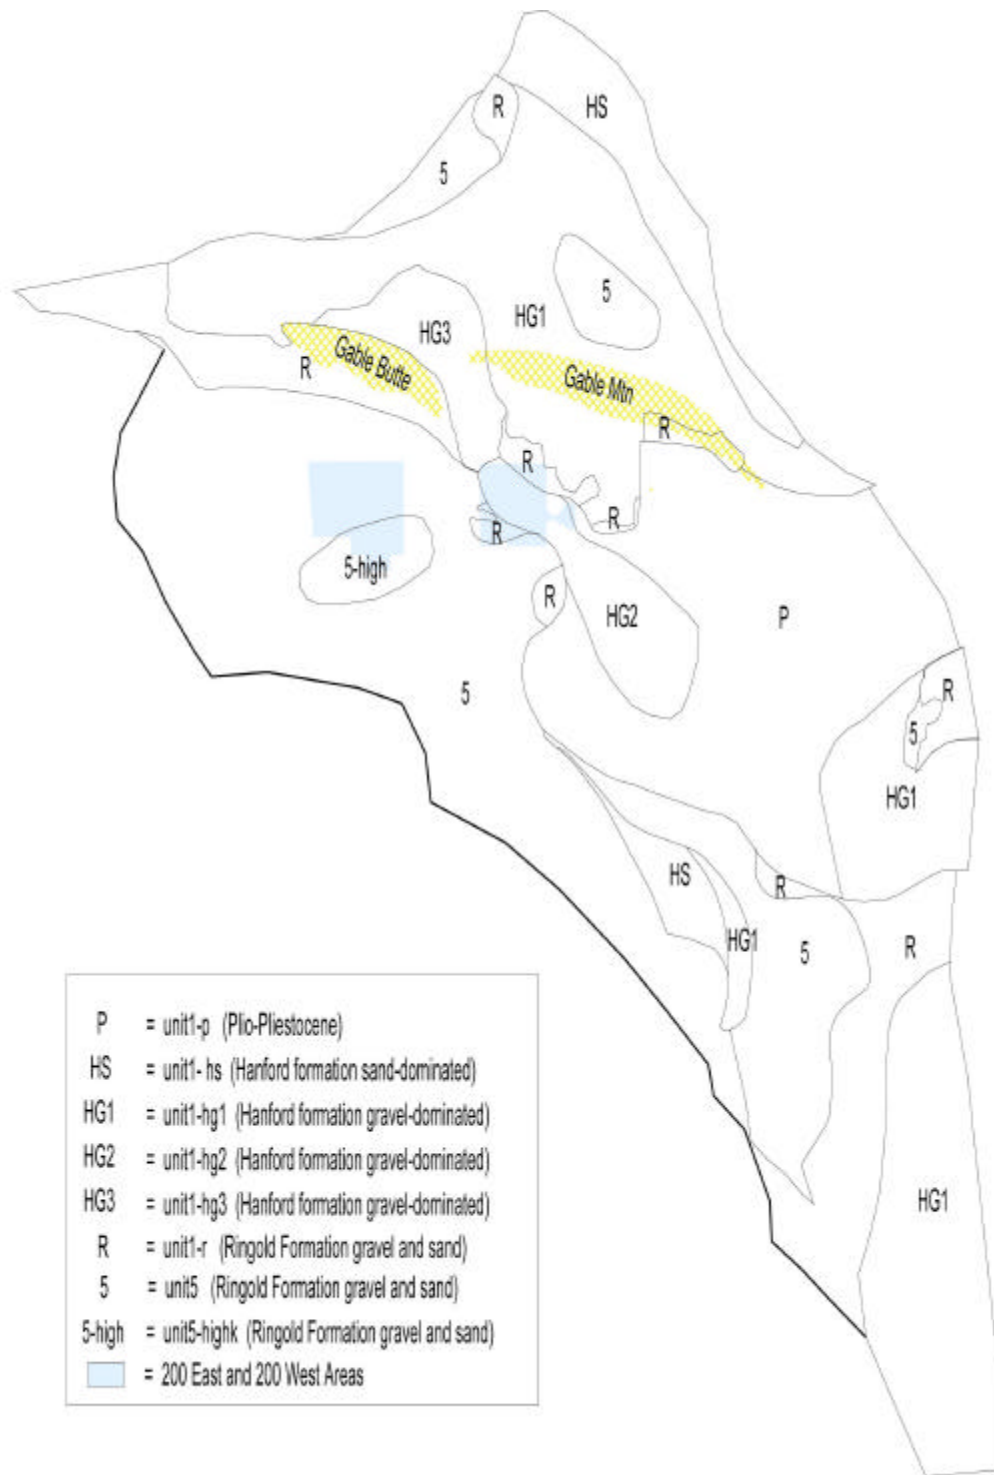 HS
R
5
5
HG1
HG3
Gable Butte
R
Gable Mtn
R
R
R
R
5-high
R
HG2
P
5
R
5
HG1
HS
R
HG1
5
R
HG1
P = unit1-p (Plio-Pliestocene)
HS = unit1- hs (Hanford formation sand-dominated)
HG1 = unit1-hg1 (Hanford formation gravel-dominated)
HG2 = unit1-hg2 (Hanford formation gravel-dominated)
HG3 = unit1-hg3 (Hanford formation gravel-dominated)
R = unit1-r (Ringold Formation gravel and sand)
5 = unit5 (Ringold Formation gravel and sand)
5-high = unit5-highk (Ringold Formation gravel and sand)
= 200 East and 200 West Areas